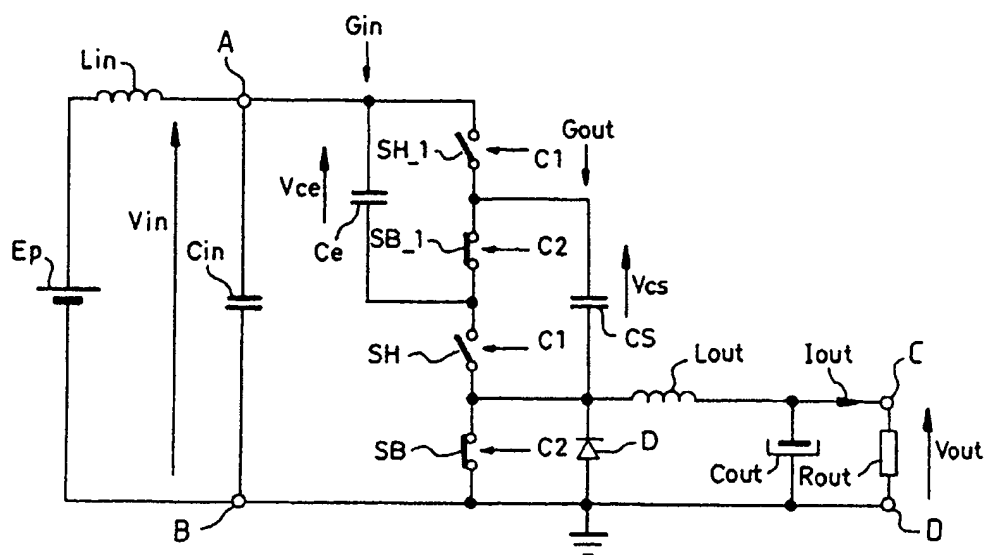 Gin
A
Lin
Gout
SH_1
C1
Vce
Vin
Ce
SB_1
C2
Ep
Cin
Vcs
SH
C1
CS
Lout
Iout
C
SB
C2
D
Cout
Rout
Vout
B
D